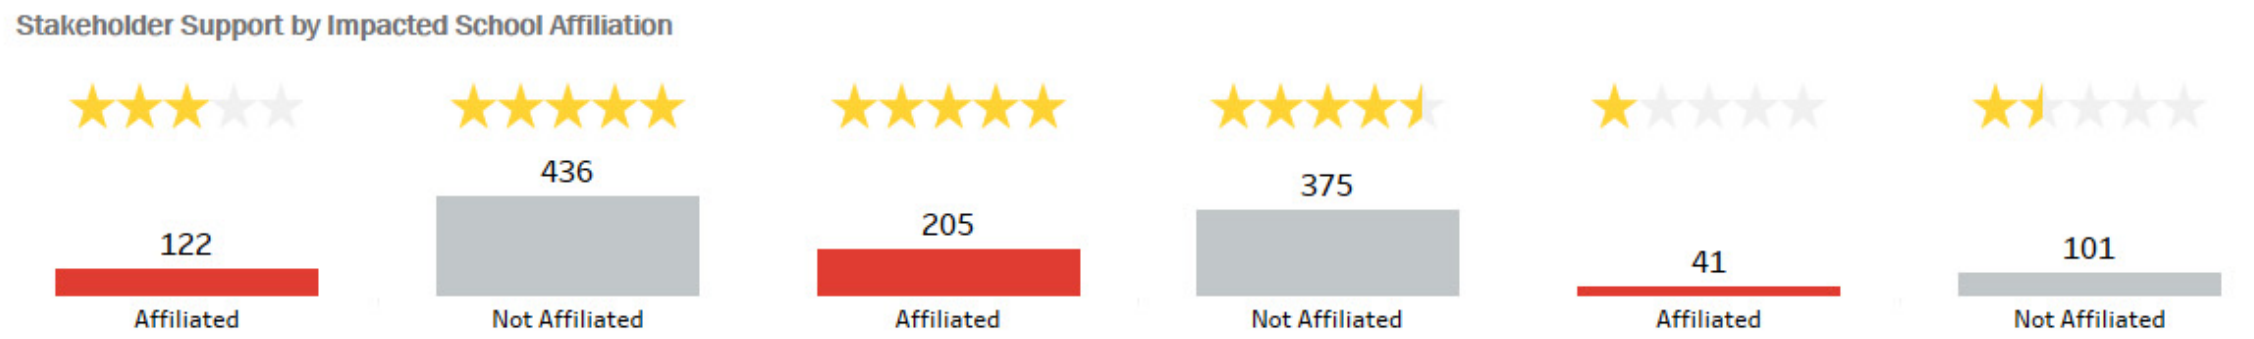 Stakeholder Support by Impacted School Affiliation
436
375
205
122
101
41
Affiliated
Not Affiliated
Affiliated
Not Affiliated
Affiliated
Not Affiliated